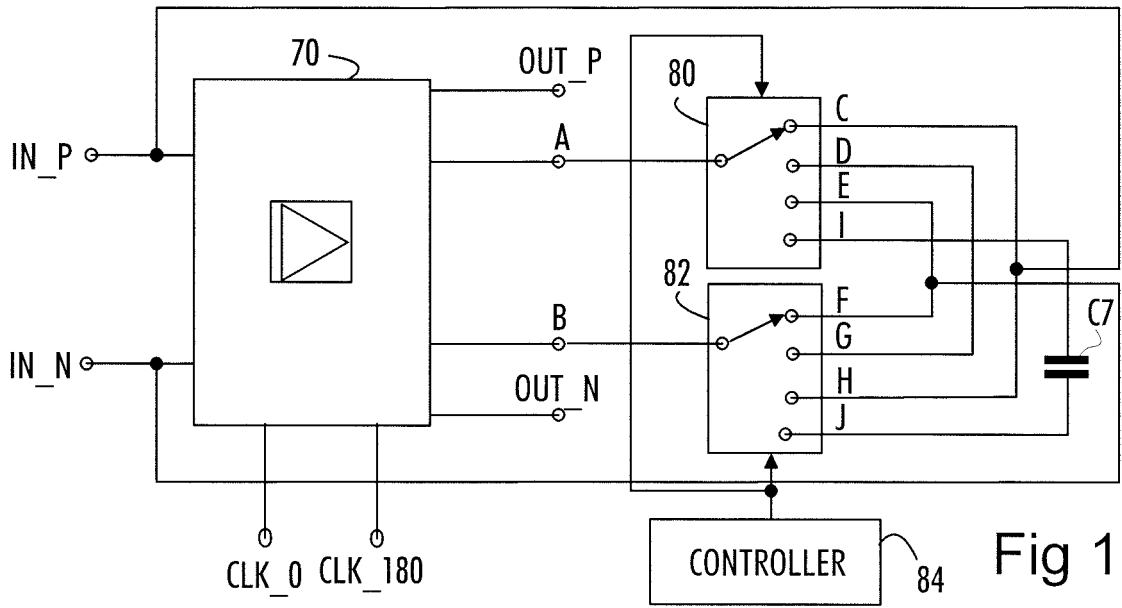 70
OUT_P
80
C
IN_P
A
D
E
I
82
F
B
G
C7
IN_N
OUT_N
H
J
CLK_0
CLK_180
CONTROLLER
84
Fig 1